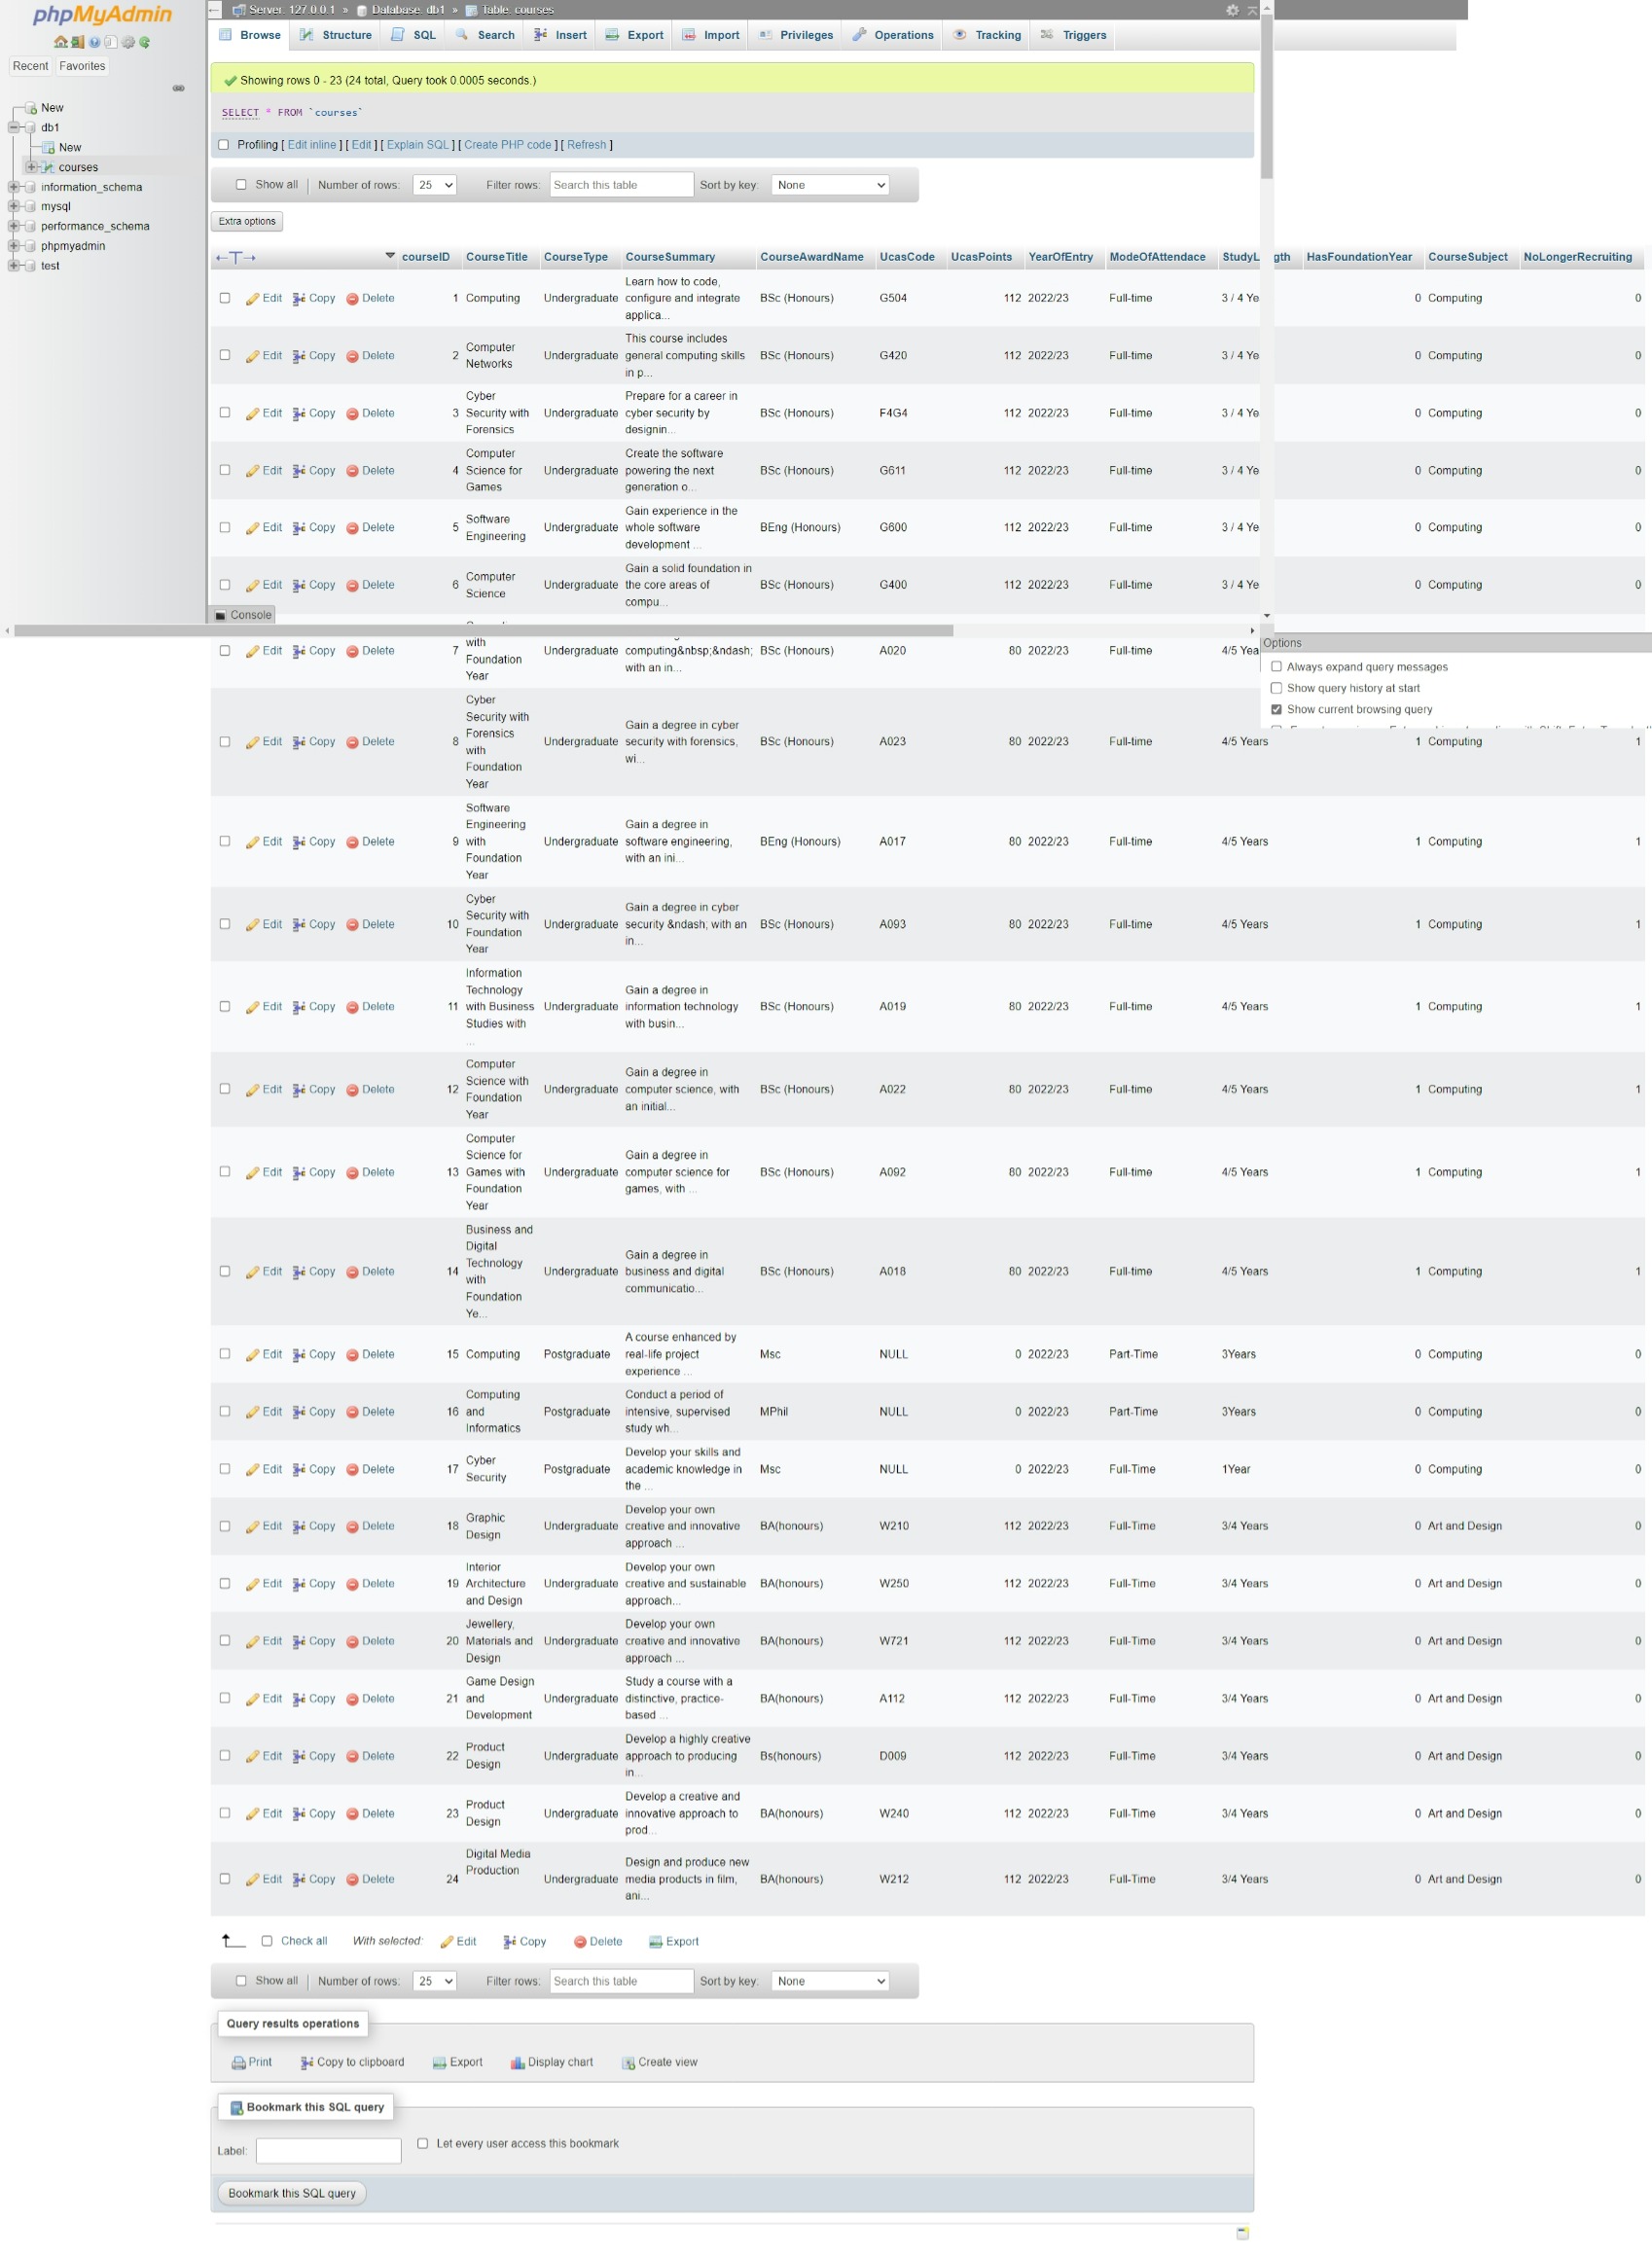 phpMyAdmin
Recent Favorites
New
db1
New
courses
information_schema
mysql
performance_schema
phpmyadmin
test
Server: 127.0.0.1 » Database: db1 » Table: courses
Browse Structure SQL Search Insert Export Import Privileges Operations Tracking Triggers
Showing rows 0 - 23 (24 total, Query took 0.0005 seconds.)
SELECT * FROM `courses`
Profiling [ Edit inline ] [ Edit ] [ Explain SQL ] [ Create PHP code ] [ Refresh ]
Show all Number of rows: 25 Filter rows: Search this table Sort by key: None
Extra options
←T→ courseID CourseTitle CourseType CourseSummary CourseAwardName UcasCode UcasPoints YearOfEntry ModeOfAttendace StudyL gth HasFoundationYear CourseSubject NoLongerRecruiting
Edit Copy Delete 1 Computing Undergraduate Learn how to code, configure and integrate applica... BSc (Honours) G504 112 2022/23 Full-time 3 / 4 Ye 0 Computing 0
Edit Copy Delete 2 Computer Networks Undergraduate This course includes general computing skills in p... BSc (Honours) G420 112 2022/23 Full-time 3 / 4 Ye 0 Computing 0
Edit Copy Delete 3 Cyber Security with Forensics Undergraduate Prepare for a career in cyber security by designin... BSc (Honours) F4G4 112 2022/23 Full-time 3 / 4 Ye 0 Computing 0
Edit Copy Delete 4 Computer Science for Games Undergraduate Create the software powering the next generation o... BSc (Honours) G611 112 2022/23 Full-time 3 / 4 Ye 0 Computing 0
Edit Copy Delete 5 Software Engineering Undergraduate Gain experience in the whole software development ... BEng (Honours) G600 112 2022/23 Full-time 3 / 4 Ye 0 Computing 0
Edit Copy Delete 6 Computer Science Undergraduate Gain a solid foundation in the core areas of compu... BSc (Honours) G400 112 2022/23 Full-time 3 / 4 Ye 0 Computing 0
Console
Edit Copy Delete 7 with Foundation Year Undergraduate computing&nbsp;&ndash; with an in... BSc (Honours) A020 80 2022/23 Full-time 4/5 Yea
Options
Always expand query messages
Show query history at start
Show current browsing query
Edit Copy Delete 8 Cyber Security with Forensics with Foundation Year Undergraduate Gain a degree in cyber security with forensics, wi... BSc (Honours) A023 80 2022/23 Full-time 4/5 Years 1 Computing 1
Edit Copy Delete 9 Software Engineering with Foundation Year Undergraduate Gain a degree in software engineering, with an ini... BEng (Honours) A017 80 2022/23 Full-time 4/5 Years 1 Computing 1
Edit Copy Delete 10 Cyber Security with Foundation Year Undergraduate Gain a degree in cyber security &ndash; with an in... BSc (Honours) A093 80 2022/23 Full-time 4/5 Years 1 Computing 1
Edit Copy Delete 11 Information Technology with Business Studies with ... Undergraduate Gain a degree in information technology with busin... BSc (Honours) A019 80 2022/23 Full-time 4/5 Years 1 Computing 1
Edit Copy Delete 12 Computer Science with Foundation Year Undergraduate Gain a degree in computer science, with an initial... BSc (Honours) A022 80 2022/23 Full-time 4/5 Years 1 Computing 1
Edit Copy Delete 13 Computer Science for Games with Foundation Year Undergraduate Gain a degree in computer science for games, with ... BSc (Honours) A092 80 2022/23 Full-time 4/5 Years 1 Computing 1
Edit Copy Delete 14 Business and Digital Technology with Foundation Ye... Undergraduate Gain a degree in business and digital communicatio... BSc (Honours) A018 80 2022/23 Full-time 4/5 Years 1 Computing 1
Edit Copy Delete 15 Computing Postgraduate A course enhanced by real-life project experience ... Msc NULL 0 2022/23 Part-Time 3Years 0 Computing 0
Edit Copy Delete 16 Computing and Informatics Postgraduate Conduct a period of intensive, supervised study wh... MPhil NULL 0 2022/23 Part-Time 3Years 0 Computing 0
Edit Copy Delete 17 Cyber Security Postgraduate Develop your skills and academic knowledge in the ... Msc NULL 0 2022/23 Full-Time 1Year 0 Computing 0
Edit Copy Delete 18 Graphic Design Undergraduate Develop your own creative and innovative approach ... BA(honours) W210 112 2022/23 Full-Time 3/4 Years 0 Art and Design 0
Edit Copy Delete 19 Interior Architecture and Design Undergraduate Develop your own creative and sustainable approach... BA(honours) W250 112 2022/23 Full-Time 3/4 Years 0 Art and Design 0
Edit Copy Delete 20 Jewellery, Materials and Design Undergraduate Develop your own creative and innovative approach ... BA(honours) W721 112 2022/23 Full-Time 3/4 Years 0 Art and Design 0
Edit Copy Delete 21 Game Design and Development Undergraduate Study a course with a distinctive, practice-based ... BA(honours) A112 112 2022/23 Full-Time 3/4 Years 0 Art and Design 0
Edit Copy Delete 22 Product Design Undergraduate Develop a highly creative approach to producing in... Bs(honours) D009 112 2022/23 Full-Time 3/4 Years 0 Art and Design 0
Edit Copy Delete 23 Product Design Undergraduate Develop a creative and innovative approach to prod... BA(honours) W240 112 2022/23 Full-Time 3/4 Years 0 Art and Design 0
Edit Copy Delete 24 Digital Media Production Undergraduate Design and produce new media products in film, ani... BA(honours) W212 112 2022/23 Full-Time 3/4 Years 0 Art and Design 0
Check all With selected: Edit Copy Delete Export
Show all Number of rows: 25 Filter rows: Search this table Sort by key: None
Query results operations
Print Copy to clipboard Export Display chart Create view
Bookmark this SQL query
Label: Let every user access this bookmark
Bookmark this SQL query